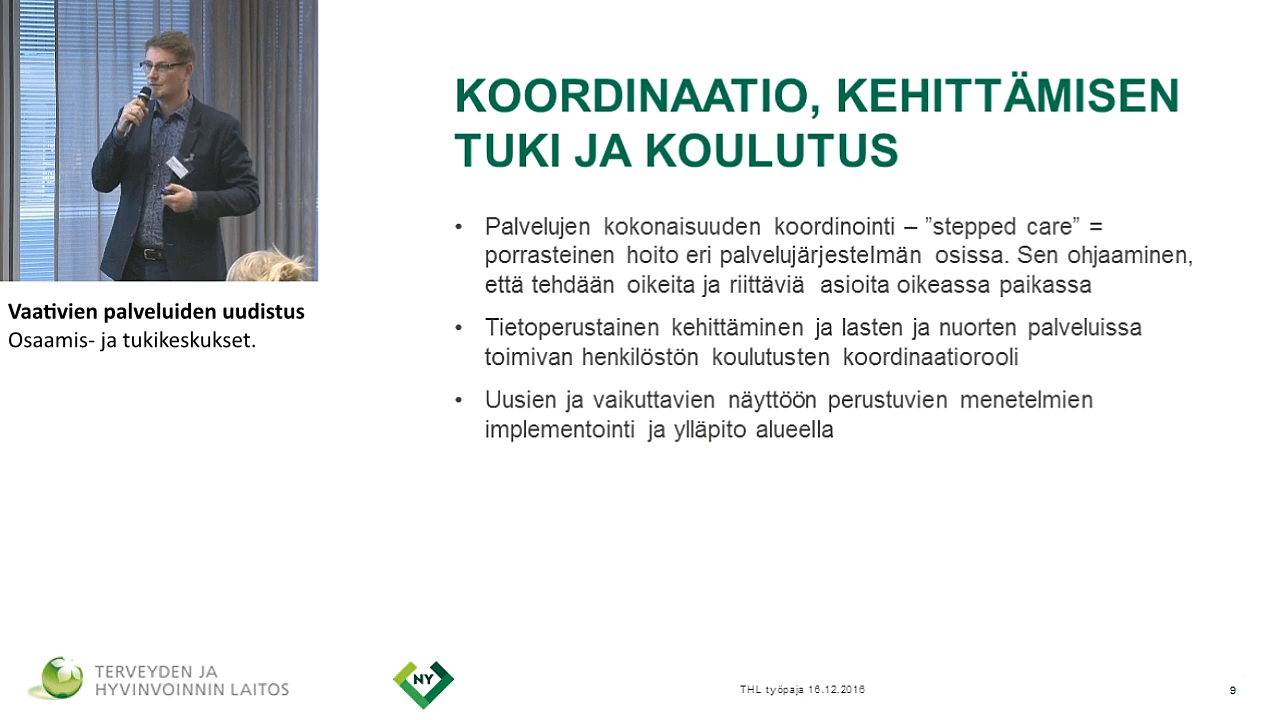 KOORDINAATIO, KEHITTÄMISEN
TUKI JA KOULUTUS
• Palvelujen kokonaisuuden koordinointi – ”stepped care” =
porrasteinen hoito eri palvelujärjestelmän osissa. Sen ohjaaminen,
että tehdään oikeita ja riittäviä asioita oikeassa paikassa
• Tietoperustainen kehittäminen ja lasten ja nuorten palveluissa
toimivan henkilöstön koulutusten koordinaatiorooli
• Uusien ja vaikuttavien näyttöön perustuvien menetelmien
implementointi ja ylläpito alueella
Vaativien palveluiden uudistus
Osaamis- ja tukikeskukset.
TERVEYDEN JA
HYVINVOINNIN LAITOS
NY
THL työpaja 16.12.2016
9